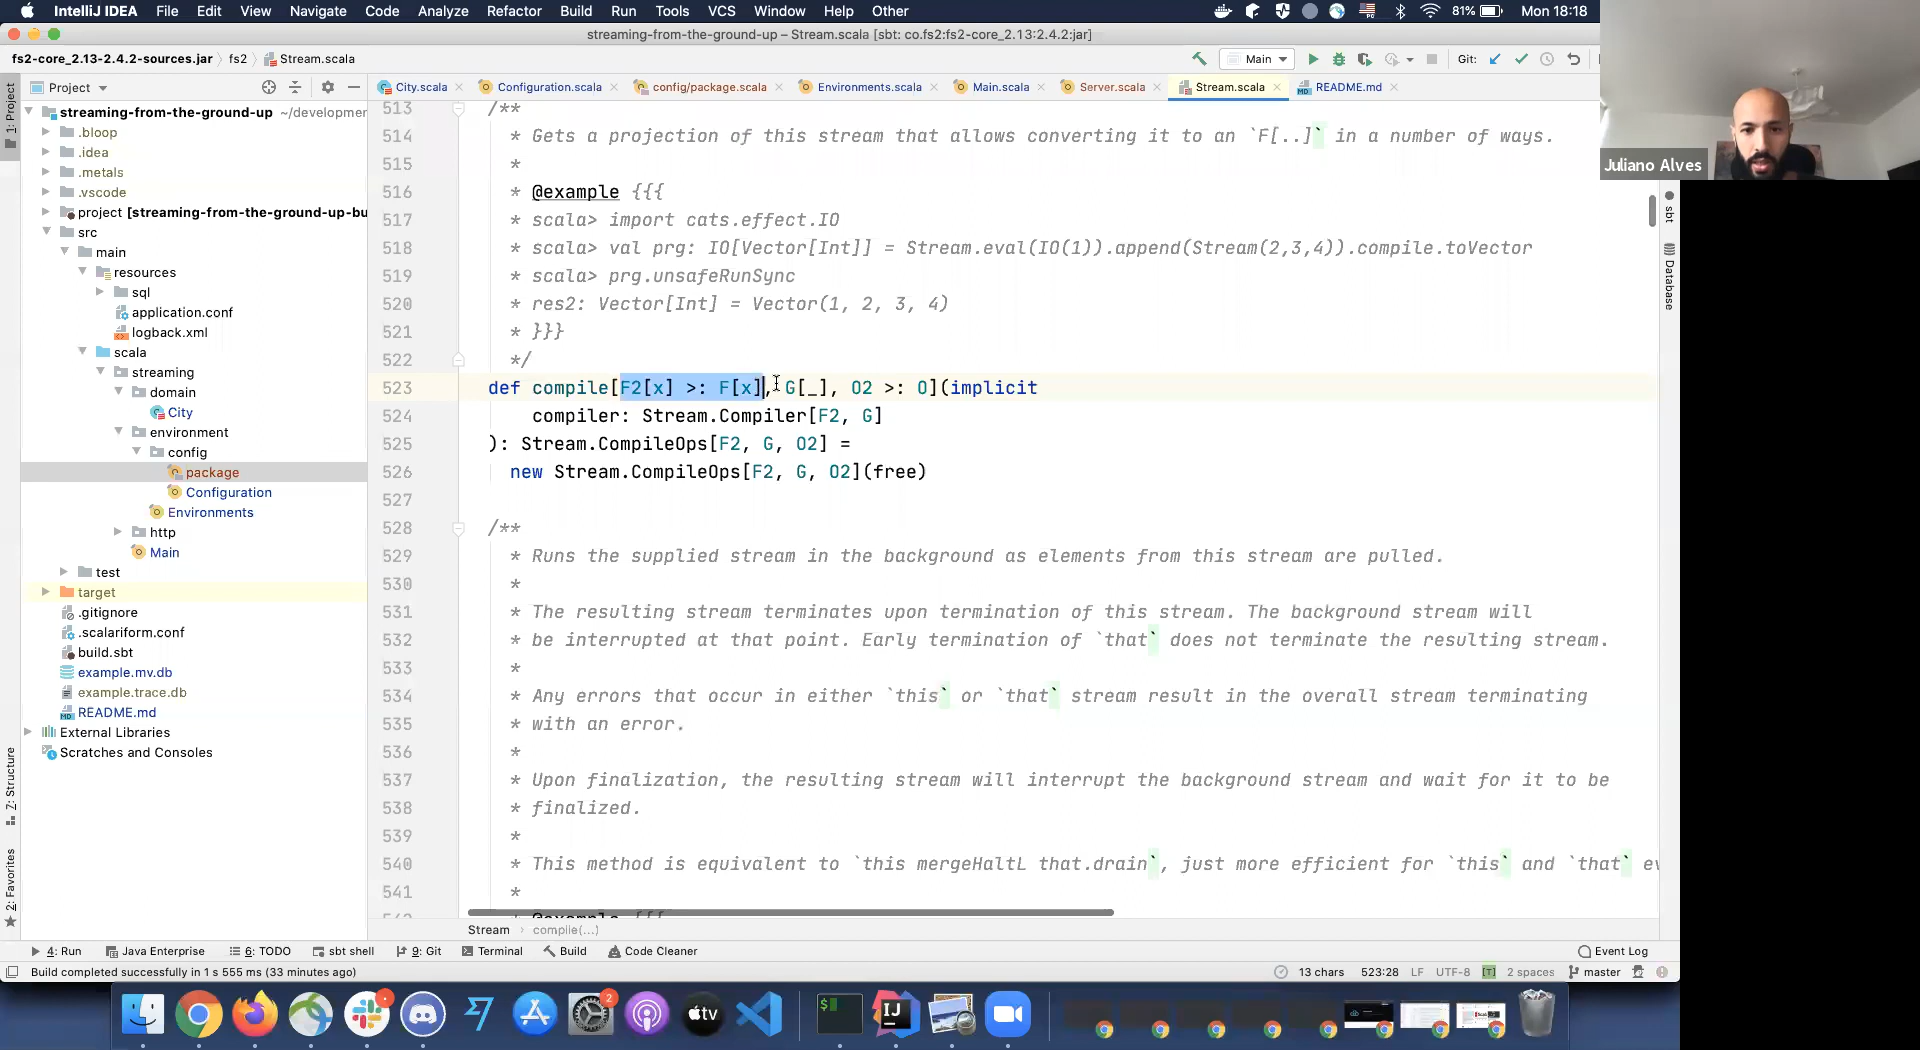 IntelliJ IDEA File Edit View Navigate Code Analyze Refactor Build Run Tools VCS Window Help Other 81% Mon 18:18
streaming-from-the-ground-up – Stream.scala [sbt: co.fs2:fs2-core_2.13:2.4.2:jar]
fs2-core_2.13-2.4.2-sources.jar fs2 Stream.scala Main Git:
Project City.scala Configuration.scala config/package.scala Environments.scala Main.scala Server.scala Stream.scala README.md
1: Project
streaming-from-the-ground-up ~/developmen
.bloop
.idea
.metals
.vscode
project [streaming-from-the-ground-up-bu
src
main
resources
sql
application.conf
logback.xml
scala
streaming
domain
City
environment
config
package
Configuration
Environments
http
Main
test
target
.gitignore
.scalariform.conf
build.sbt
example.mv.db
example.trace.db
README.md
External Libraries
Scratches and Consoles
7: Structure
2: Favorites
513 /**
514 * Gets a projection of this stream that allows converting it to an `F[..]` in a number of ways.
515 *
516 * @example {{{
517 * scala> import cats.effect.IO
518 * scala> val prg: IO[Vector[Int]] = Stream.eval(IO(1)).append(Stream(2,3,4)).compile.toVector
519 * scala> prg.unsafeRunSync
520 * res2: Vector[Int] = Vector(1, 2, 3, 4)
521 * }}}
522 */
523 def compile[F2[x] >: F[x], G[_], O2 >: O](implicit
524 compiler: Stream.Compiler[F2, G]
525 ): Stream.CompileOps[F2, G, O2] =
526 new Stream.CompileOps[F2, G, O2](free)
527
528 /**
529 * Runs the supplied stream in the background as elements from this stream are pulled.
530 *
531 * The resulting stream terminates upon termination of this stream. The background stream will
532 * be interrupted at that point. Early termination of `that` does not terminate the resulting stream.
533 *
534 * Any errors that occur in either `this` or `that` stream result in the overall stream terminating
535 * with an error.
536 *
537 * Upon finalization, the resulting stream will interrupt the background stream and wait for it to be
538 * finalized.
539 *
540 * This method is equivalent to `this mergeHaltL that.drain`, just more efficient for `this` and `that` ev
541 *
542 * @example {{{
Stream compile(...)
sbt
Database
Juliano Alves
4: Run Java Enterprise 6: TODO sbt shell 9: Git Terminal Build Code Cleaner Event Log
Build completed successfully in 1 s 555 ms (33 minutes ago) 13 chars 523:28 LF UTF-8 [T] 2 spaces master
2 $ IJ tv